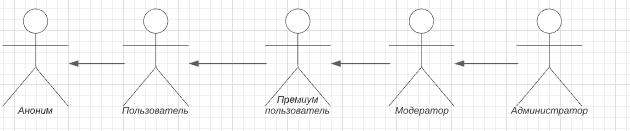 Аноним
Пользователь
Премиум
пользователь
Модератор
Администратор